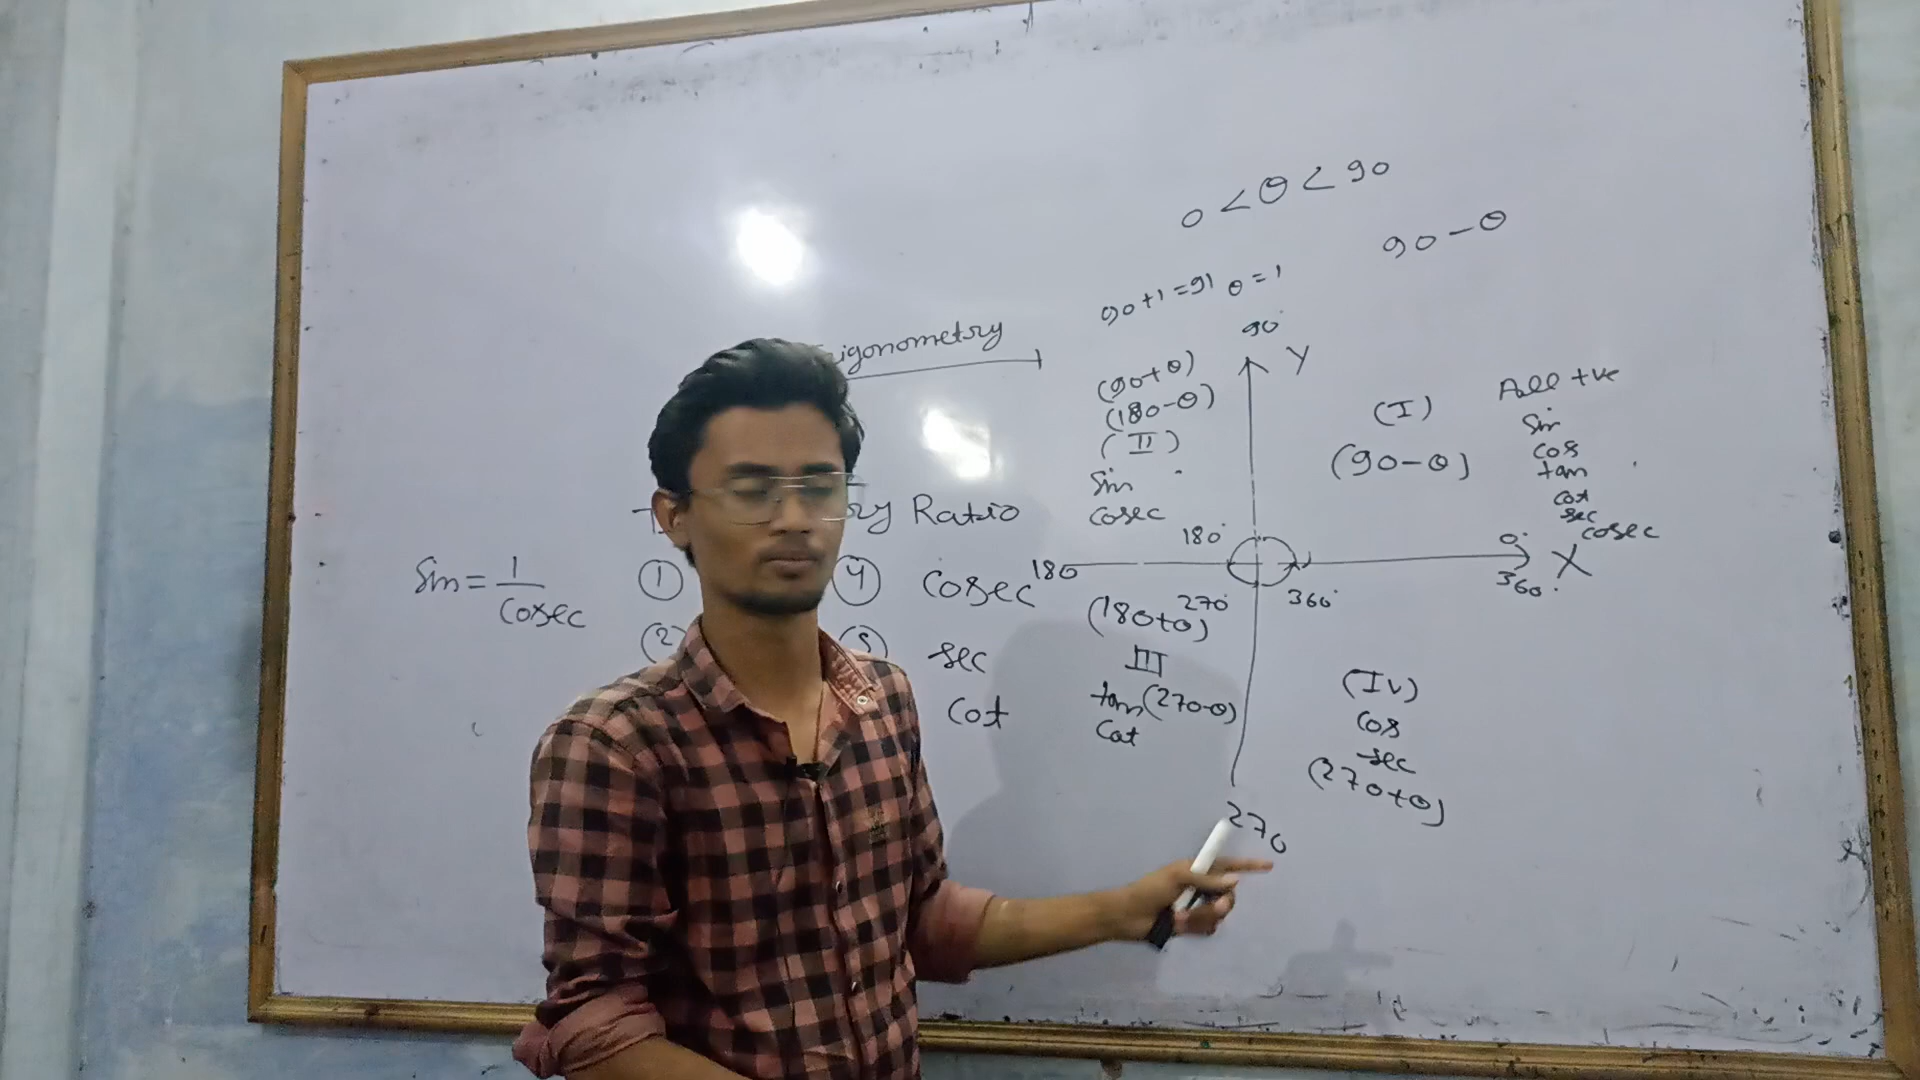 0 < θ < 90
90 - θ
90+1=91 θ=1
90°
Y
igonometry
(90+θ)
(180-θ)
(II)
Sin
Cosec
(I)
(90-θ)
All +ve
Sin
Cos
tan
Cot
Sec
Cosec
ry Ratio
Sin = 1/Cosec
①
④ Cosec
②
⑤ Sec
Cot
180
180°
0°
X
360°
270°
360°
(180+θ)
III
tan (270-θ)
Cot
(IV)
Cos
Sec
(270+θ)
270